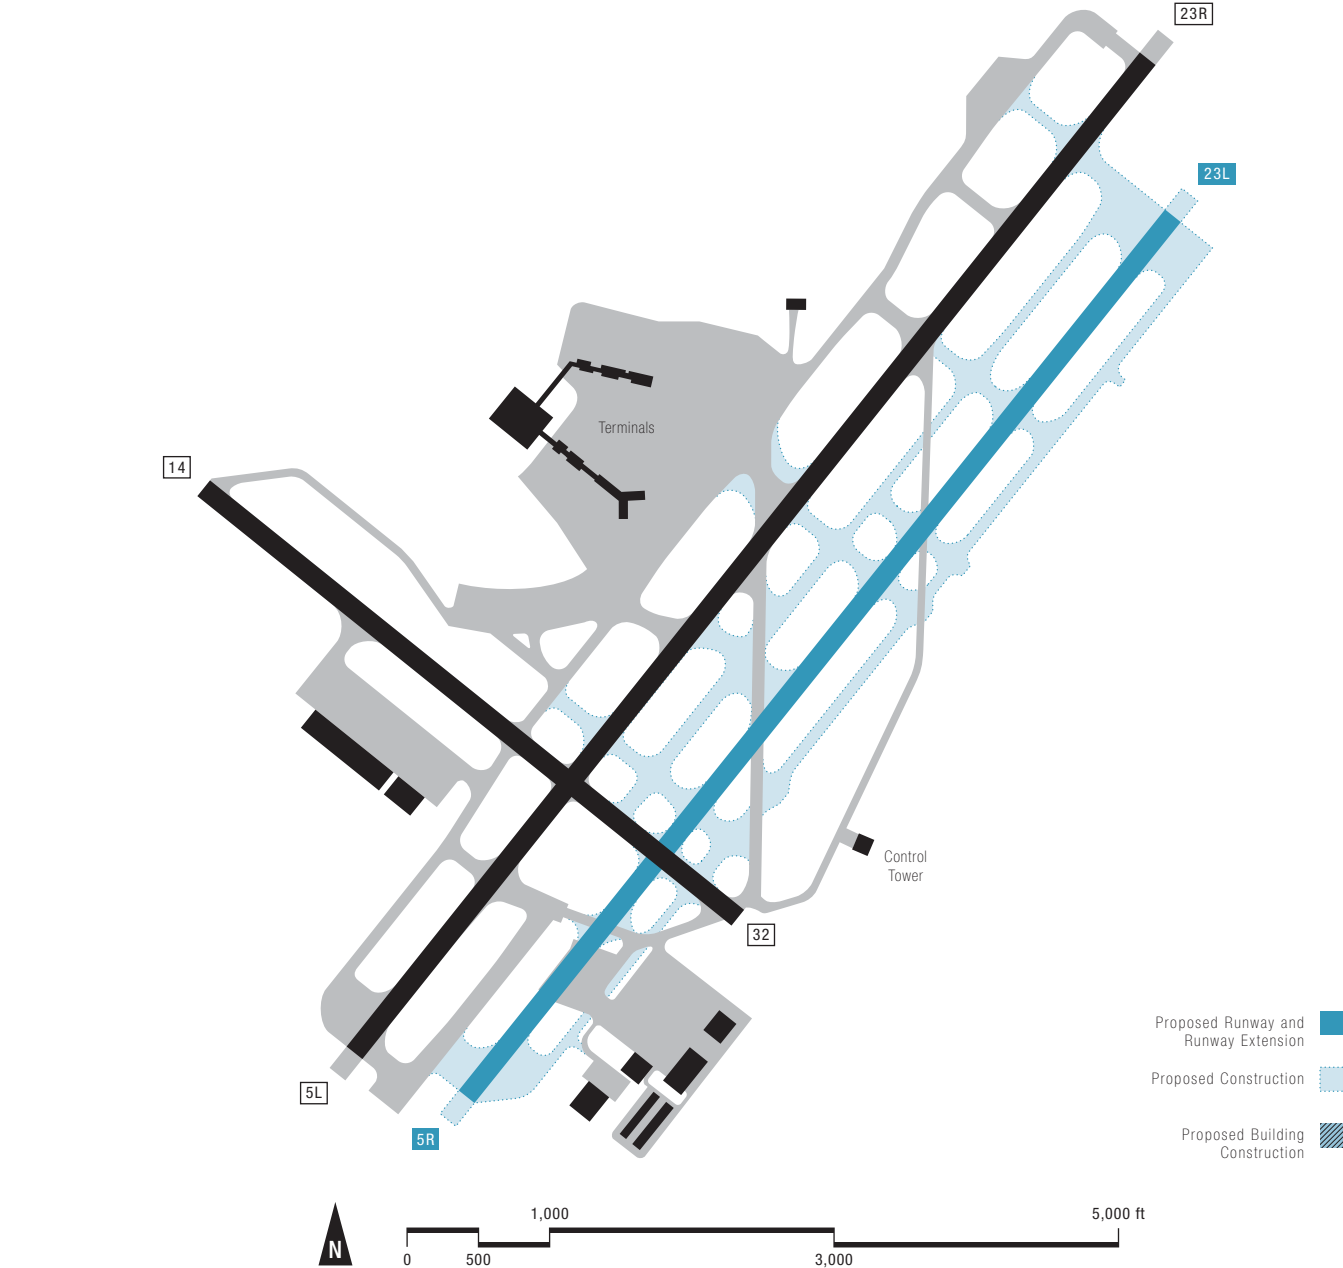 23R
23L
Terminals
14
Control
Tower
32
Proposed Runway and
Runway Extension
Proposed Construction
5L
5R
Proposed Building
Construction
1,000
5,000 ft
N
0
500
3,000